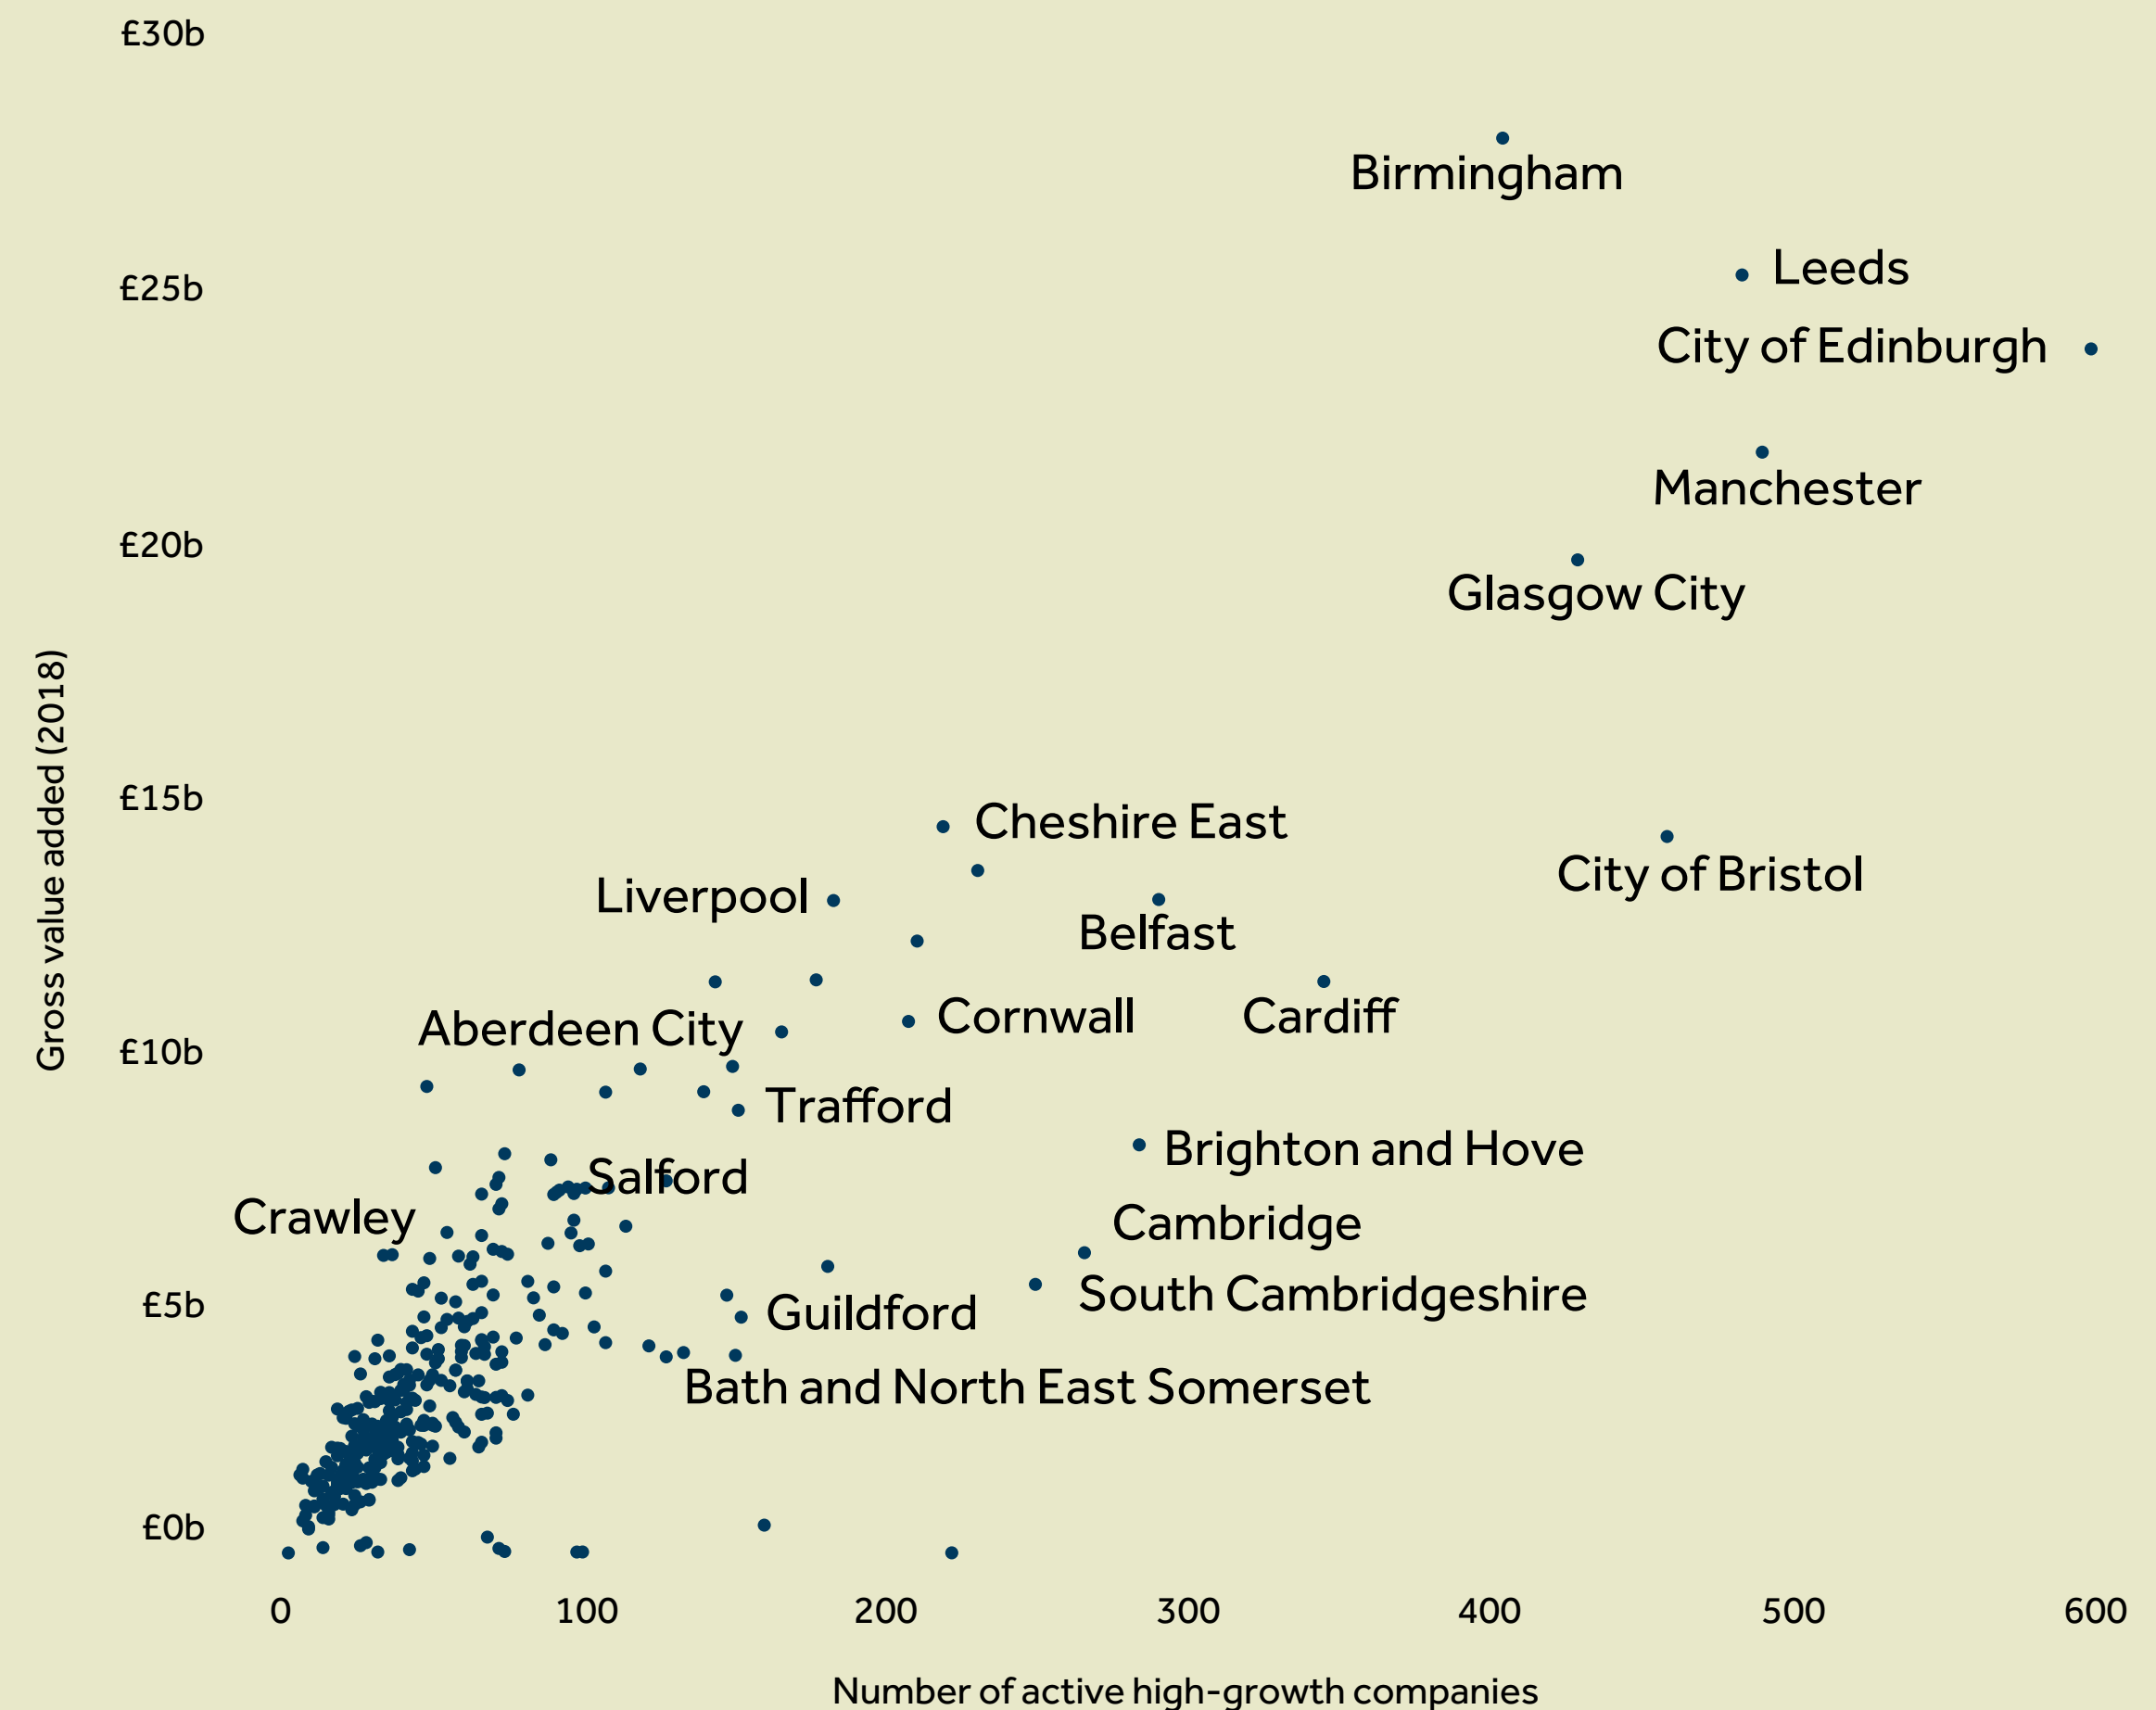 £30b
Birmingham
£25b
Leeds
City of Edinburgh
Manchester
£20b
Glasgow City
Gross value added (2018)
£15b
Cheshire East
City of Bristol
Liverpool
Belfast
Cornwall
Cardiff
Aberdeen City
£10b
Trafford
Brighton and Hove
Salford
Crawley
Cambridge
South Cambridgeshire
£5b
Guildford
Bath and North East Somerset
£0b
0 100 200 300 400 500 600
Number of active high-growth companies